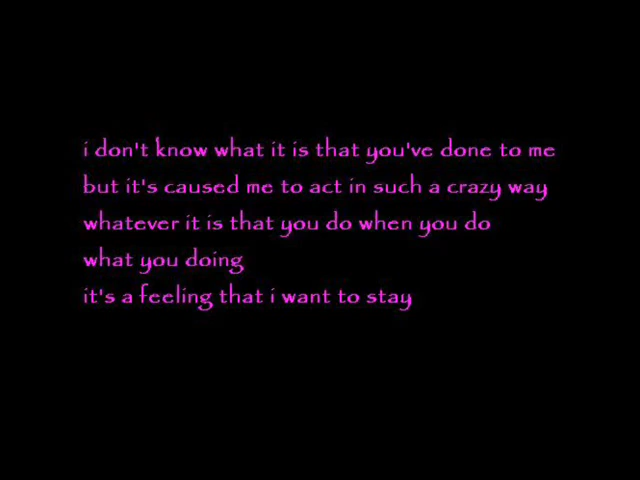 i don't know what it is that you've done to me
but it's caused me to act in such a crazy way
whatever it is that you do when you do
what you doing
it's a feeling that i want to stay